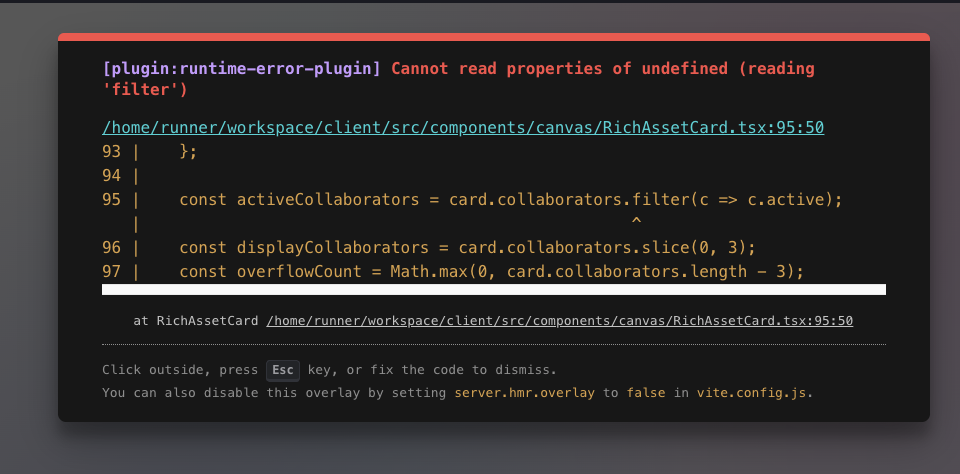 [plugin:runtime-error-plugin] Cannot read properties of undefined (reading
'filter')
/home/runner/workspace/client/src/components/canvas/RichAssetCard.tsx:95:50
93 |    };
94 |
95 |    const activeCollaborators = card.collaborators.filter(c => c.active);
   |                                                   ^
96 |    const displayCollaborators = card.collaborators.slice(0, 3);
97 |    const overflowCount = Math.max(0, card.collaborators.length - 3);
at RichAssetCard /home/runner/workspace/client/src/components/canvas/RichAssetCard.tsx:95:50
Click outside, press Esc key, or fix the code to dismiss.
You can also disable this overlay by setting server.hmr.overlay to false in vite.config.js.